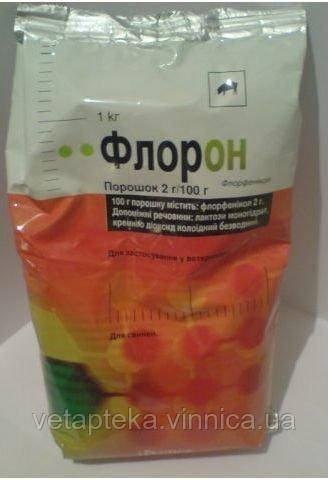 1 кг
Флорон
Порошок 2 г/100 г
Флорфенікол
100 г порошку містить: флорфенікол 2 г.
Допоміжні речовини: лактози моногідрат,
кремнію діоксид колоїдний безводний.
Для застосування у ветеринарії
Для свиней.
vetapteka.vinnica.ua